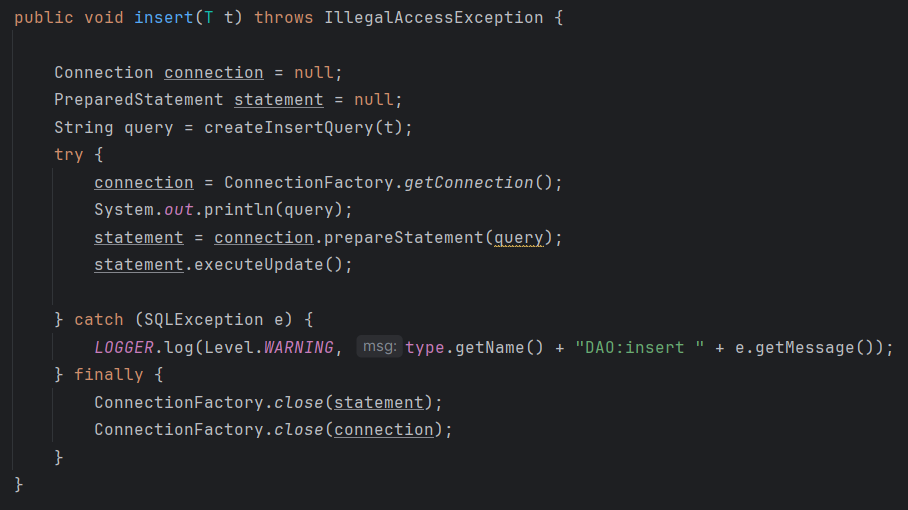 public void insert(T t) throws IllegalAccessException {
    Connection connection = null;
    PreparedStatement statement = null;
    String query = createInsertQuery(t);
    try {
        connection = ConnectionFactory.getConnection();
        System.out.println(query);
        statement = connection.prepareStatement(query);
        statement.executeUpdate();
    } catch (SQLException e) {
        LOGGER.log(Level.WARNING, msg: type.getName() + "DAO:insert " + e.getMessage());
    } finally {
        ConnectionFactory.close(statement);
        ConnectionFactory.close(connection);
    }
}